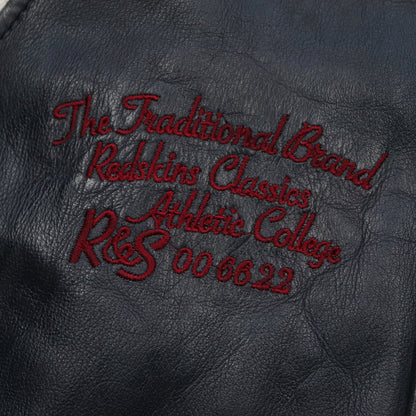 The Traditional Brand
Redskins Classics
Athletic College
R&S 00.66.22